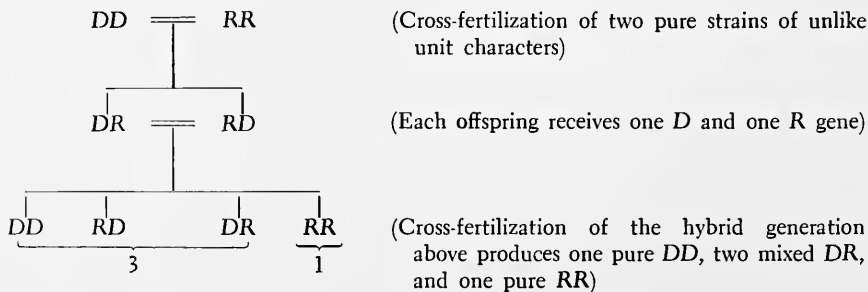 DD RR (Cross-fertilization of two pure strains of unlike
unit characters)
DR RD (Each offspring receives one D and one R gene)
DD RD DR RR (Cross-fertilization of the hybrid generation
3 1 above produces one pure DD, two mixed DR,
and one pure RR)